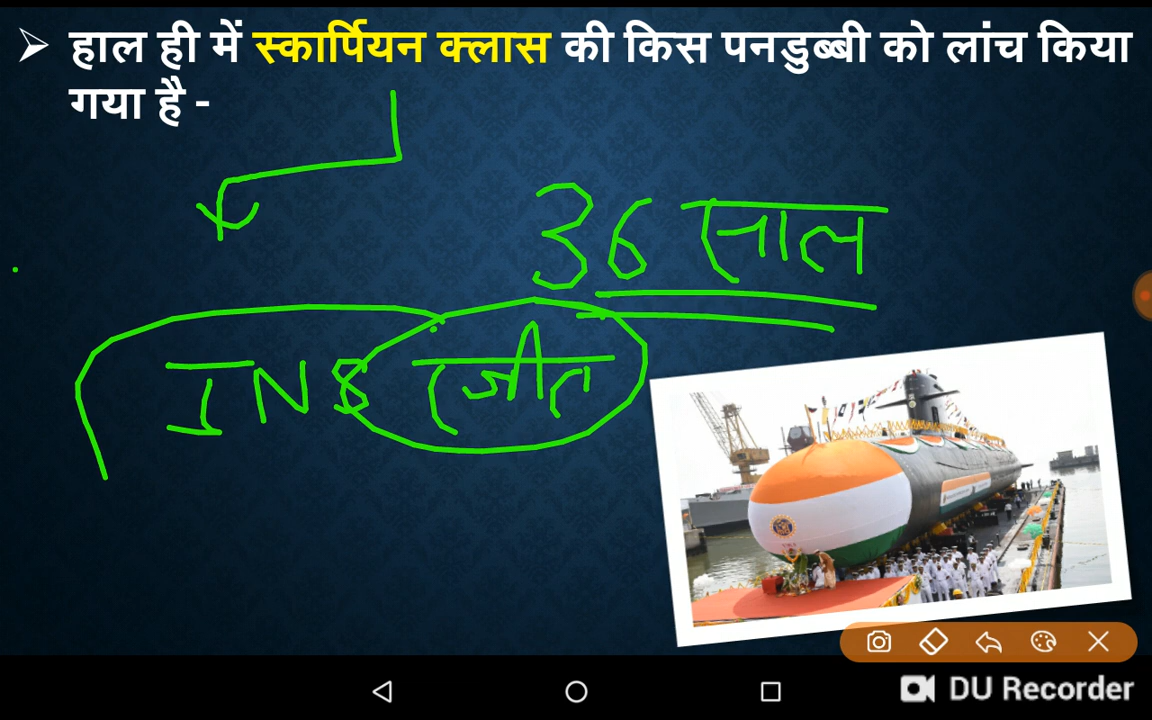 ➢ हाल ही में स्कार्पियन क्लास की किस पनडुब्बी को लांच किया
गया है -
36 साल
INS
DU Recorder